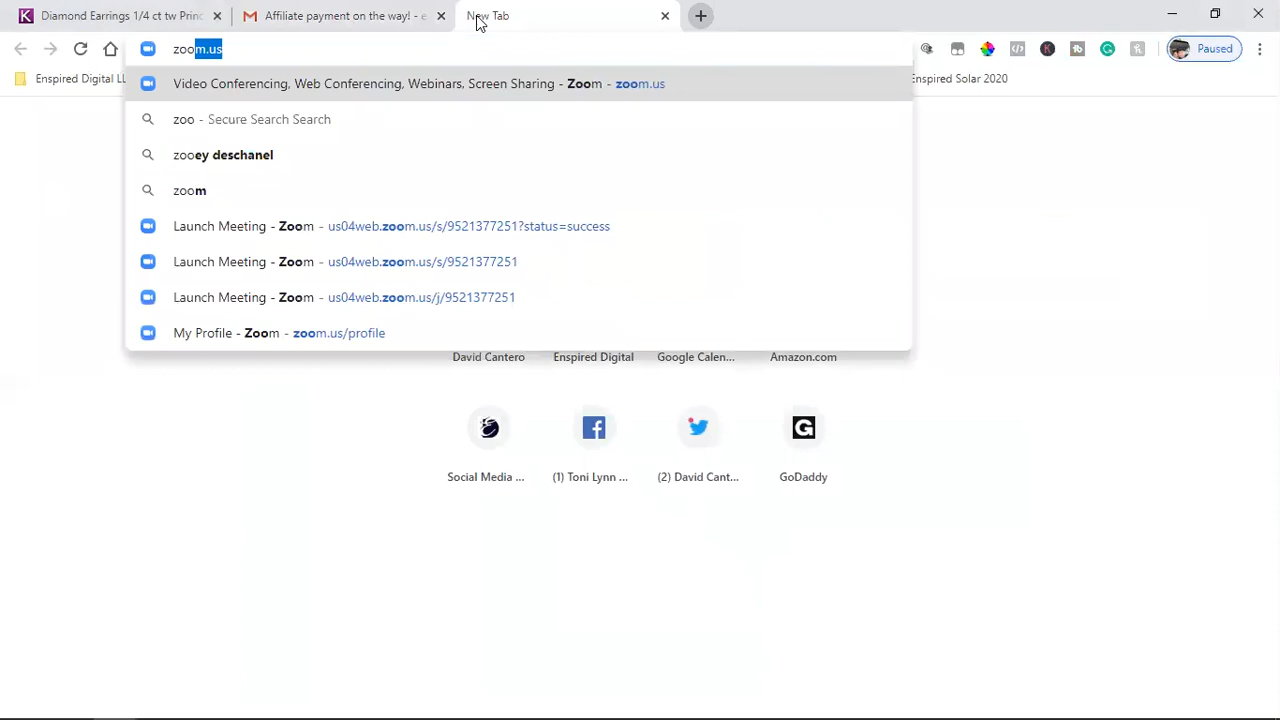 Diamond Earrings 1/4 ct tw Princ
Affiliate payment on the way! - e
New Tab
zoom.us
Paused
Enspired Digital LL
Enspired Solar 2020
Video Conferencing, Web Conferencing, Webinars, Screen Sharing - Zoom - zoom.us
zoo - Secure Search Search
zooey deschanel
zoom
Launch Meeting - Zoom - us04web.zoom.us/s/9521377251?status=success
Launch Meeting - Zoom - us04web.zoom.us/s/9521377251
Launch Meeting - Zoom - us04web.zoom.us/j/9521377251
My Profile - Zoom - zoom.us/profile
David Cantero
Enspired Digital
Google Calen...
Amazon.com
Social Media ...
(1) Toni Lynn ...
(2) David Cant...
GoDaddy